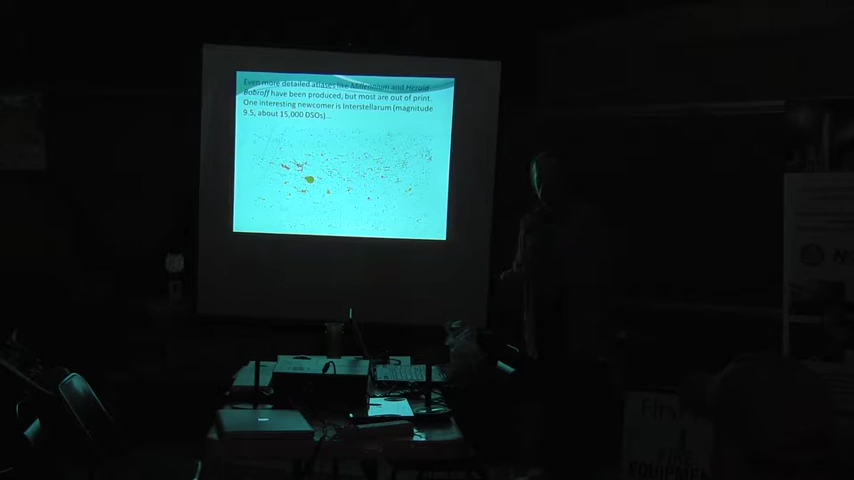 Even more detailed atlases like Millennium and Herald-
Bobroff have been produced, but most are out of print.
One interesting newcomer is Interstellarum (magnitude
9.5, about 15,000 DSOs)...